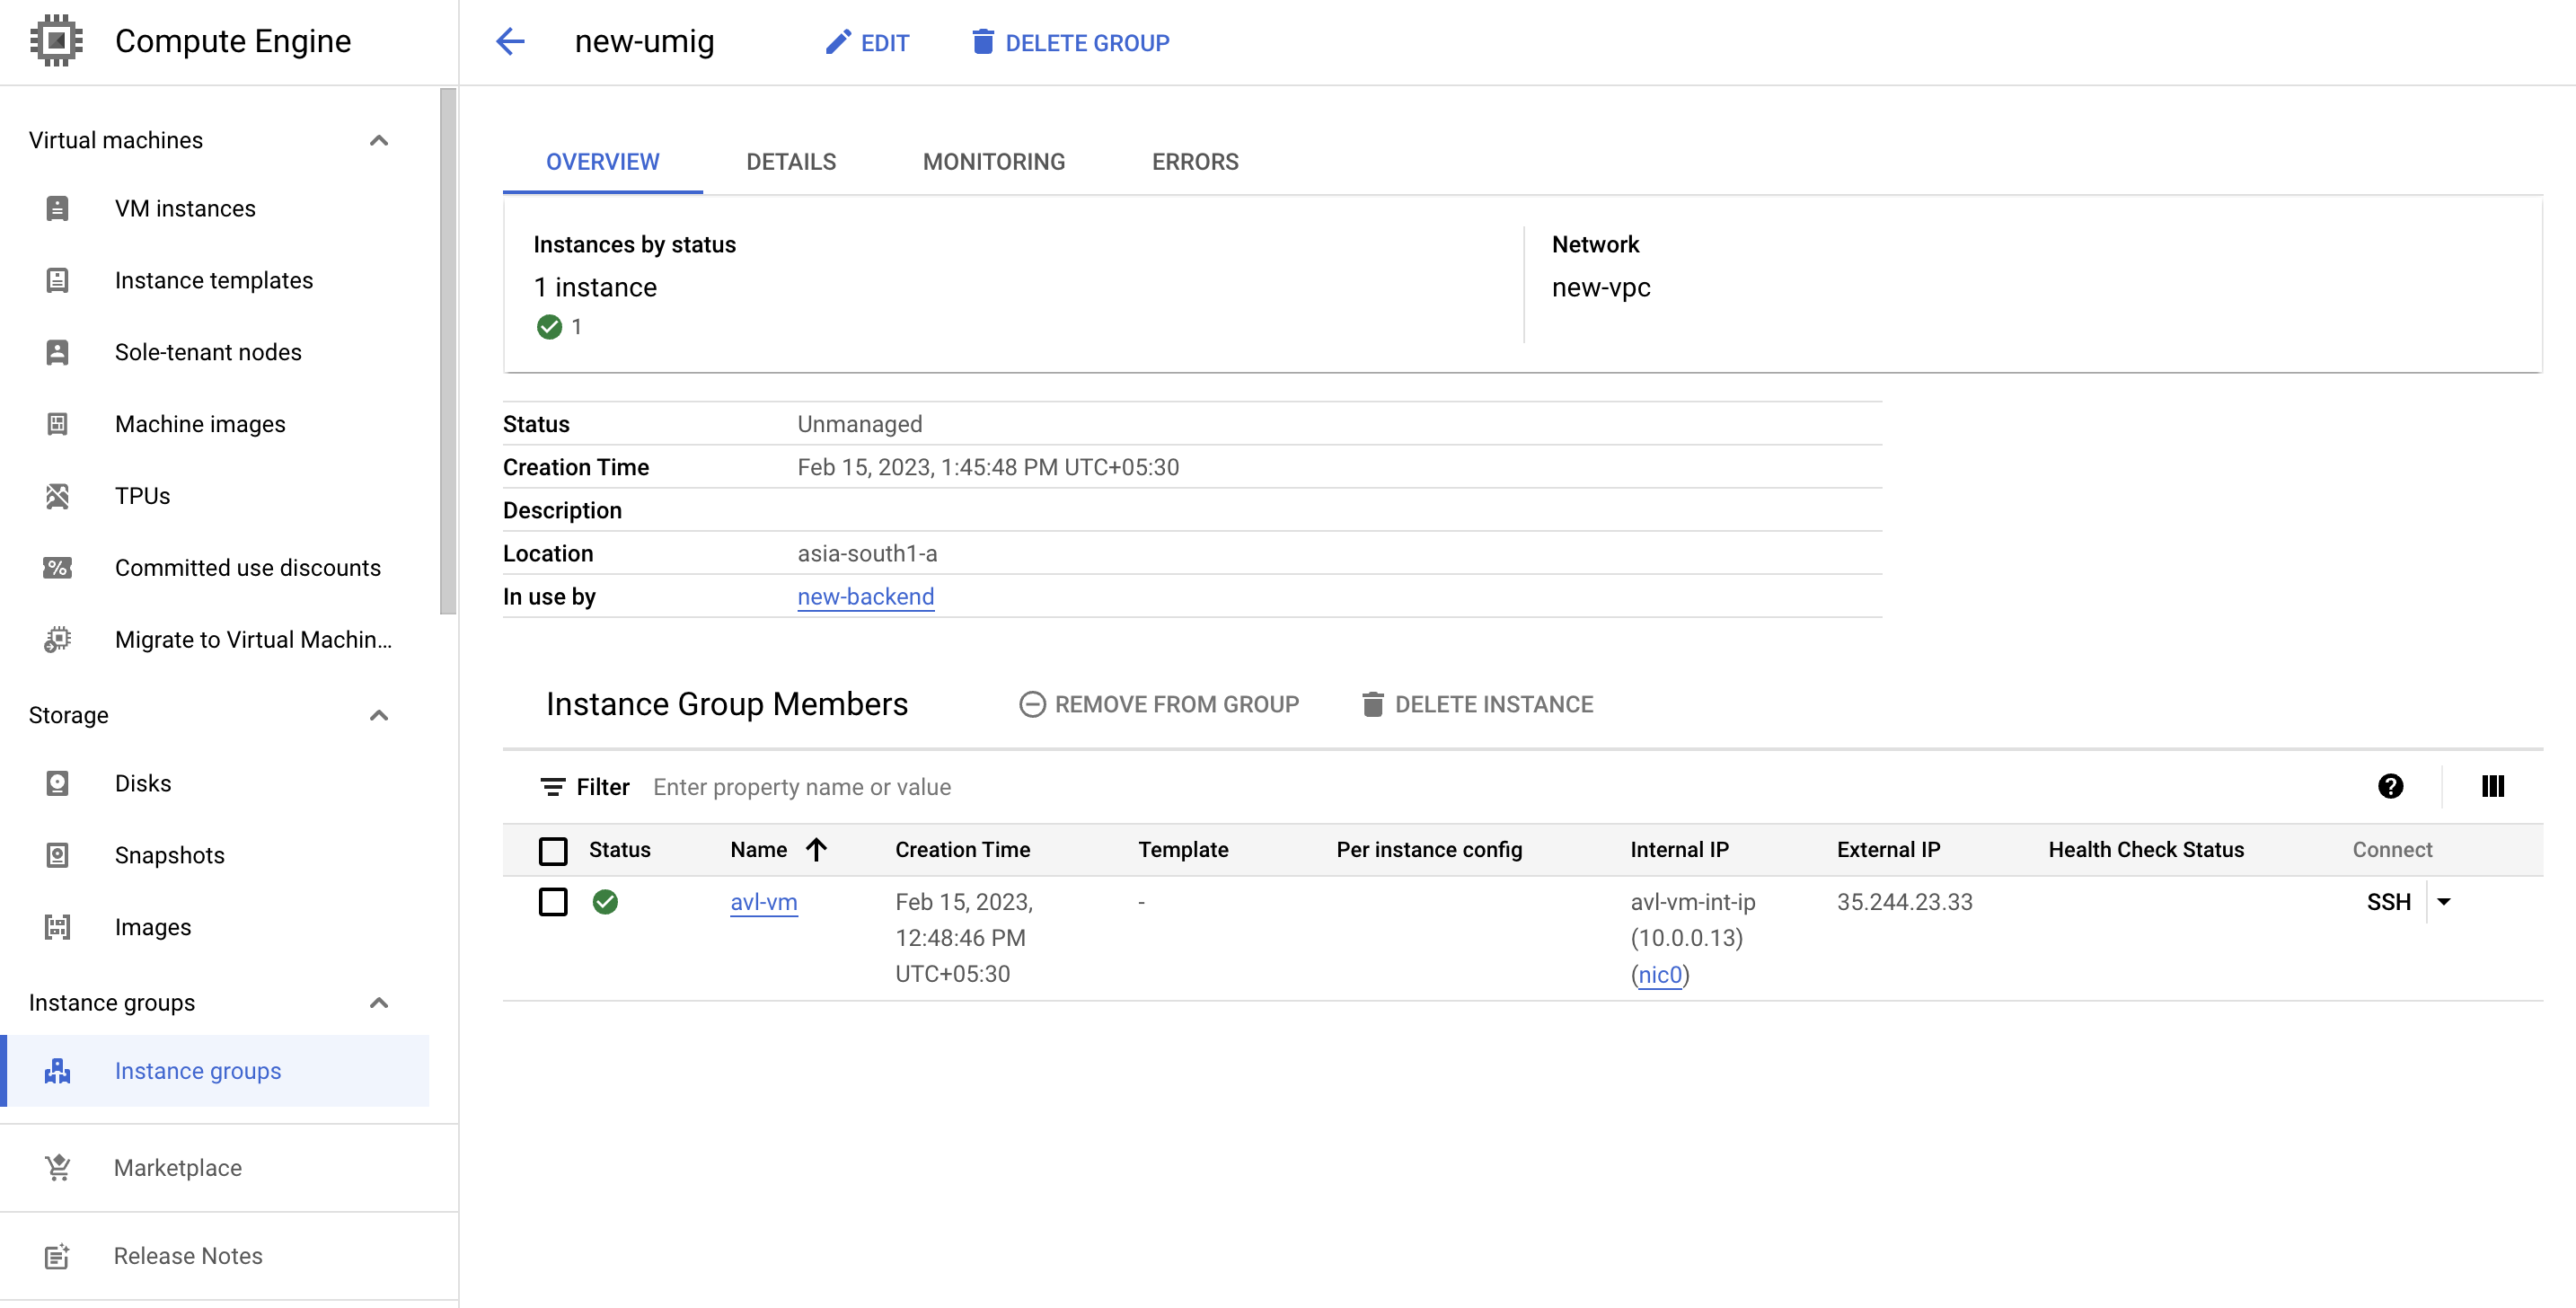 Compute Engine
new-umig
EDIT
DELETE GROUP
Virtual machines
VM instances
Instance templates
Sole-tenant nodes
Machine images
TPUs
Committed use discounts
Migrate to Virtual Machin...
Storage
Disks
Snapshots
Images
Instance groups
Instance groups
Marketplace
Release Notes
OVERVIEW DETAILS MONITORING ERRORS
Instances by status
1 instance
1
Network
new-vpc
Status Unmanaged
Creation Time Feb 15, 2023, 1:45:48 PM UTC+05:30
Description
Location asia-south1-a
In use by new-backend
Instance Group Members REMOVE FROM GROUP DELETE INSTANCE
Filter Enter property name or value ?
Status Name Creation Time Template Per instance config Internal IP External IP Health Check Status Connect
avl-vm Feb 15, 2023, - avl-vm-int-ip 35.244.23.33 SSH
12:48:46 PM (10.0.0.13)
UTC+05:30 (nic0)